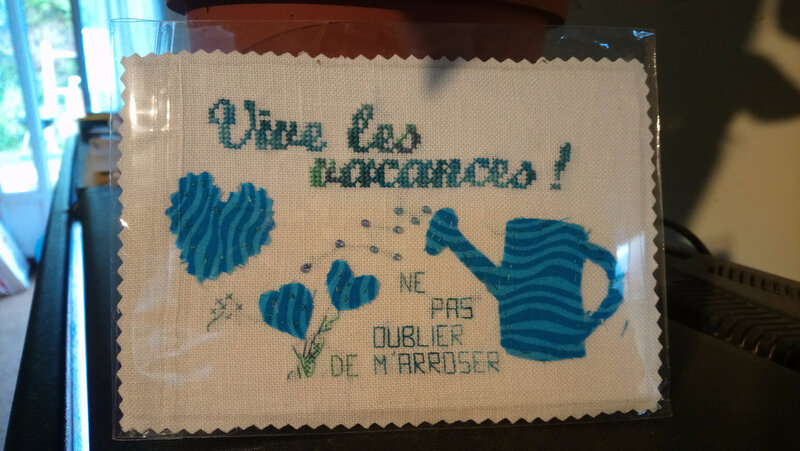 Vive les
vacances !
NE
PAS
OUBLIER
DE M'ARROSER